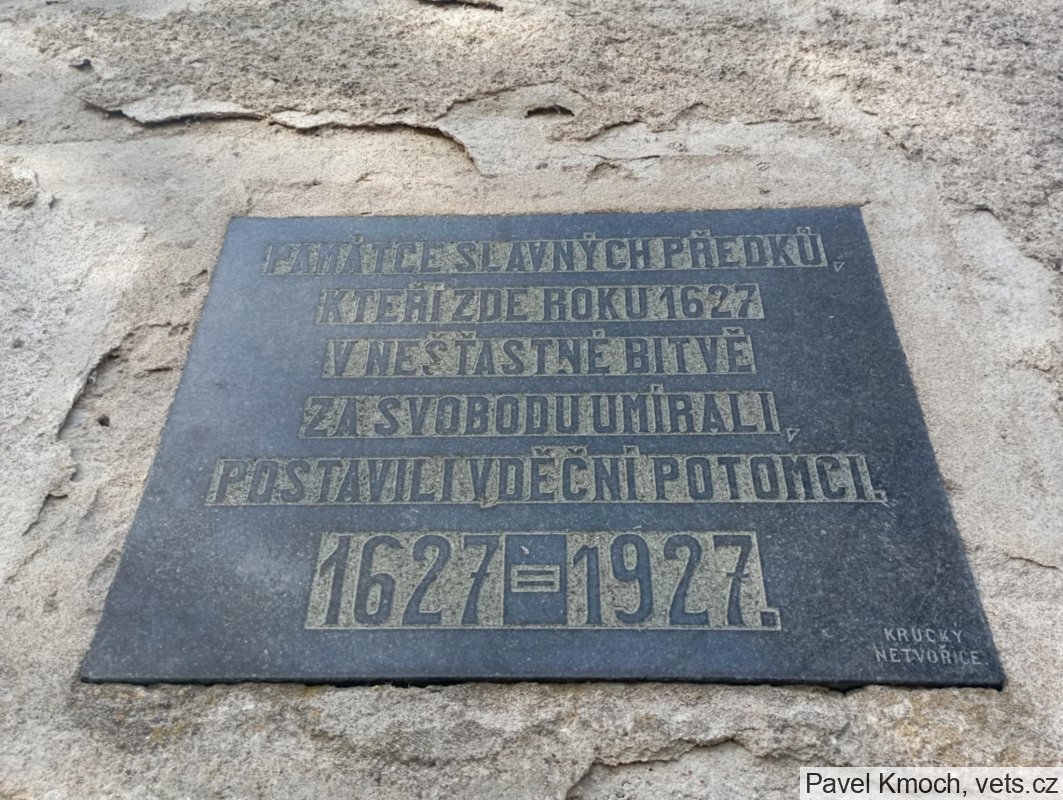 PAMÁTCE SLAVNÝCH PŘEDKŮ,
KTEŘÍ ZDE ROKU 1627
V NEŠŤASTNÉ BITVĚ
ZA SVOBODU UMÍRALI,
POSTAVILI VDĚČNÍ POTOMCI.
1627 = 1927.
KRUCKÝ
NETVOŘICE
Pavel Kmoch, vets.cz